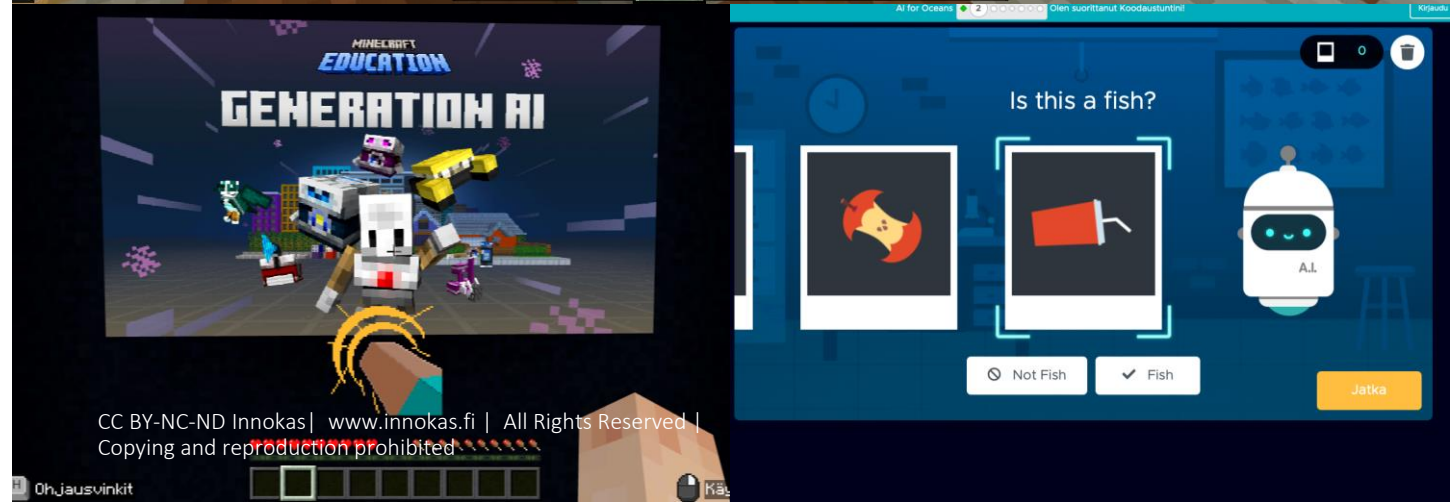 MINECRAFT
EDUCATION
GENERATION AI
CC BY-NC-ND Innokas| www.innokas.fi | All Rights Reserved |
Copying and reproduction prohibited
H Ohjausvinkit
AI for Oceans 2 Olen suorittanut Koodaustuntini!
0
Is this a fish?
A.I.
Not Fish
Fish
Jatka